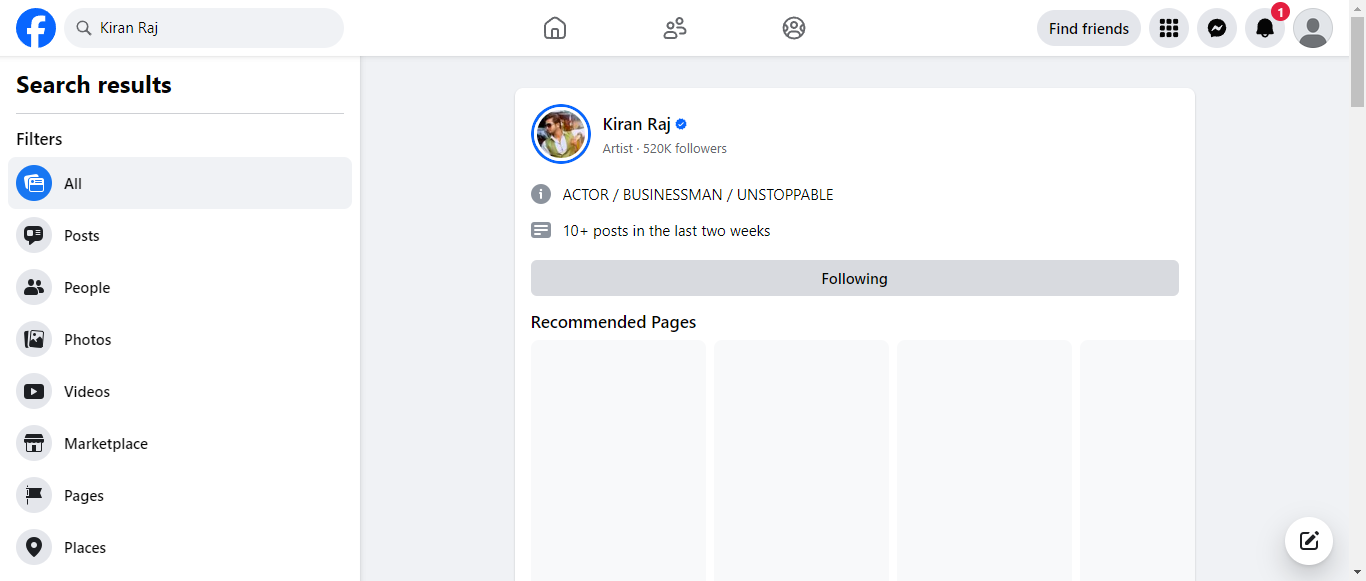 Kiran Raj
Find friends
1
Search results
Filters
All
Posts
People
Photos
Videos
Marketplace
Pages
Places
Kiran Raj
Artist · 520K followers
ACTOR / BUSINESSMAN / UNSTOPPABLE
10+ posts in the last two weeks
Following
Recommended Pages